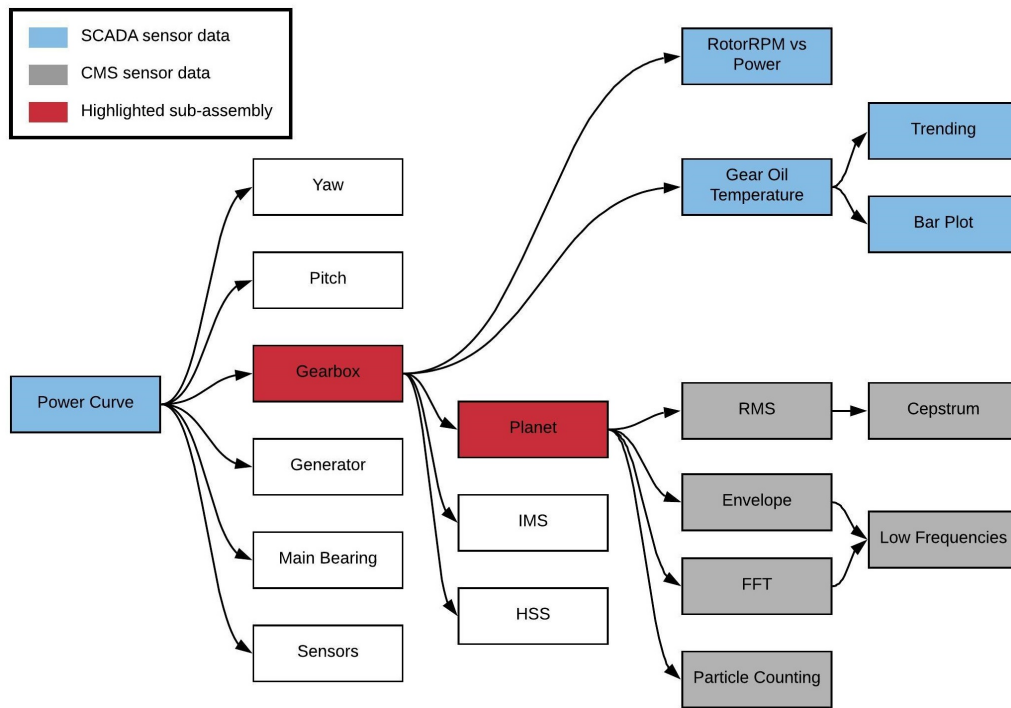 SCADA sensor data
CMS sensor data
Highlighted sub-assembly
RotorRPM vs
Power
Trending
Gear Oil
Temperature
Bar Plot
Yaw
Pitch
Gearbox
Power Curve
Planet
RMS
Cepstrum
Generator
Envelope
IMS
Low Frequencies
Main Bearing
FFT
HSS
Sensors
Particle Counting